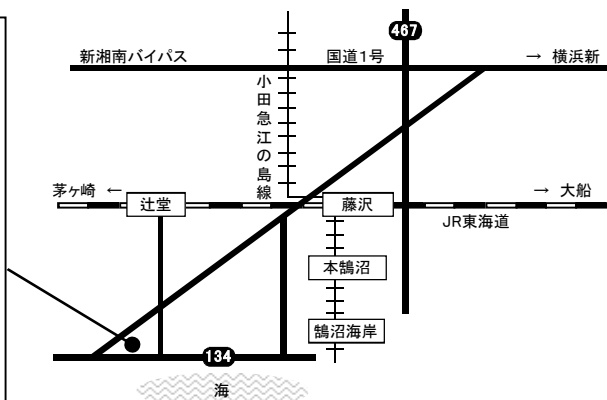 467
新湘南バイパス
国道1号
→ 横浜新
小田急江の島線
茅ヶ崎 ←
辻堂
藤沢
→ 大船
JR東海道
本鵠沼
鵠沼海岸
134
海